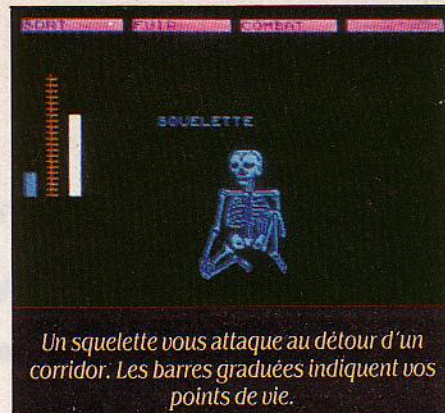 SORT FUIR COMBAT
SQUELETTE
Un squelette vous attaque au détour d'un
corridor. Les barres graduées indiquent vos
points de vie.